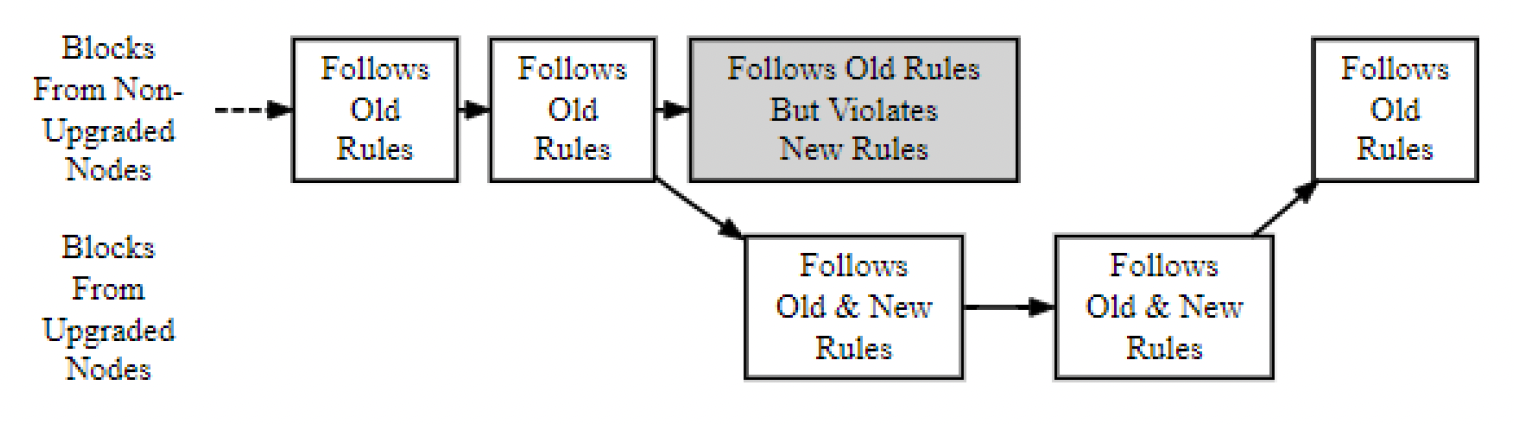 Blocks
From Non-
Upgraded
Nodes
Follows
Old
Rules
Follows
Old
Rules
Follows Old Rules
But Violates
New Rules
Follows
Old
Rules
Blocks
From
Upgraded
Nodes
Follows
Old & New
Rules
Follows
Old & New
Rules